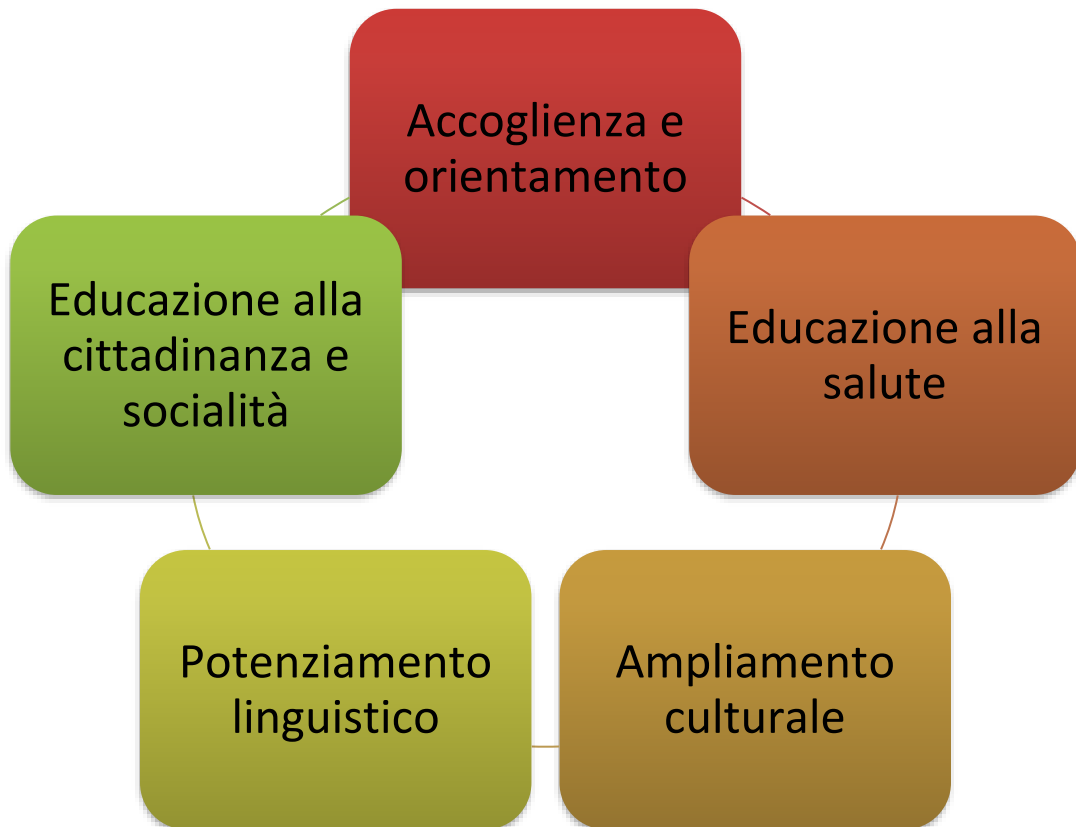 Accoglienza e
orientamento
Educazione alla
salute
Ampliamento
culturale
Potenziamento
linguistico
Educazione alla
cittadinanza e
socialità